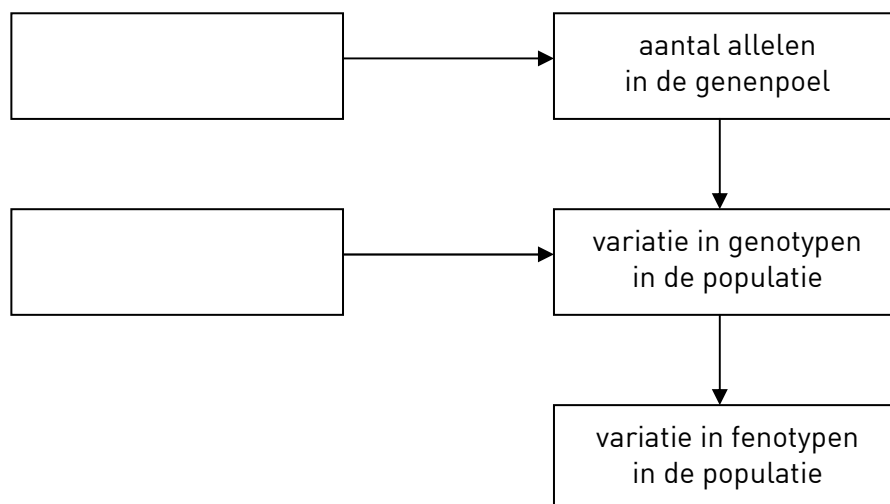 aantal allelen
in de genenpoel
variatie in genotypen
in de populatie
variatie in fenotypen
in de populatie